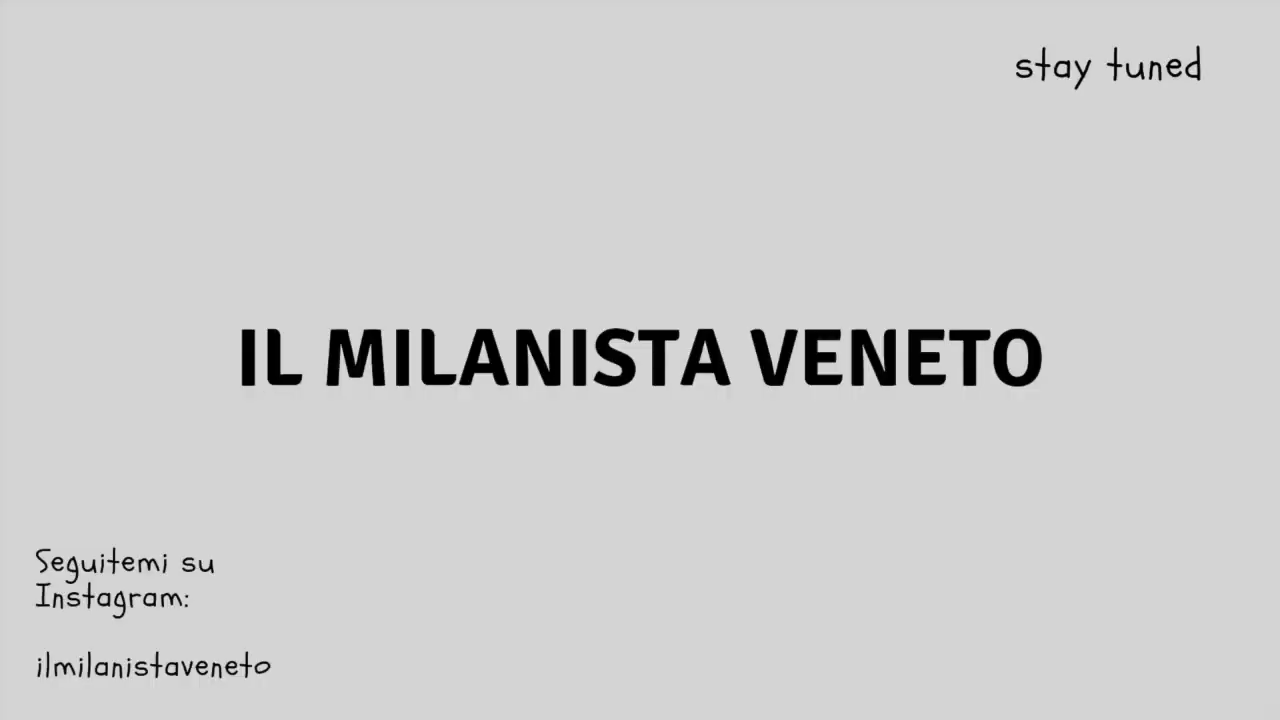 stay tuned
IL MILANISTA VENETO
Seguitemi su
Instagram:
ilmilanistaveneto